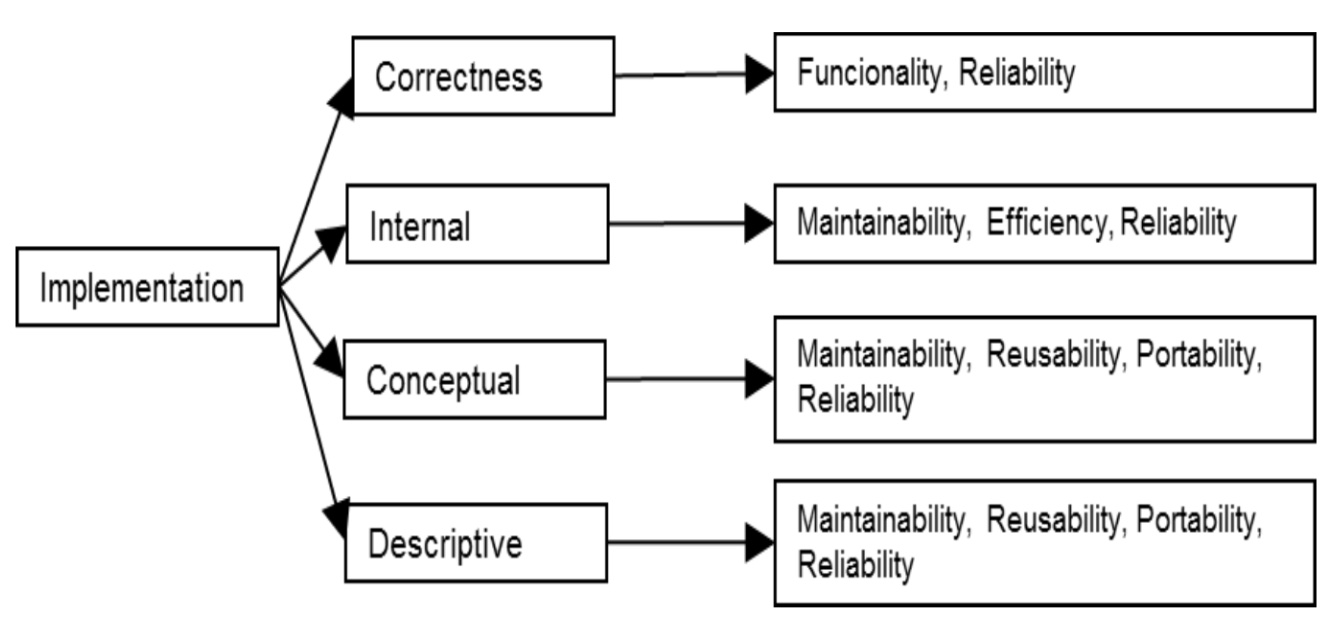 Correctness
Funcionality, Reliability
Internal
Maintainability, Efficiency, Reliability
Implementation
Conceptual
Maintainability, Reusability, Portability,
Reliability
Descriptive
Maintainability, Reusability, Portability,
Reliability